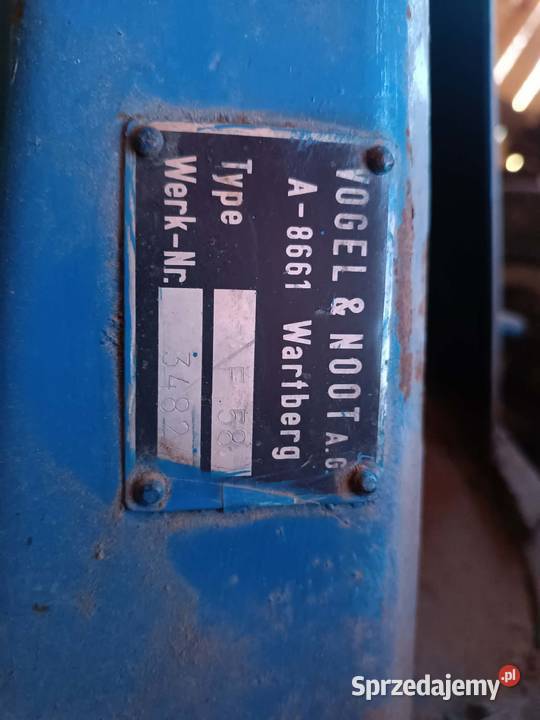 VOGEL & NOOT A.G.
A-8661 Wartberg
Type F 58
Werk-Nr. 3482
Sprzedajemy.pl